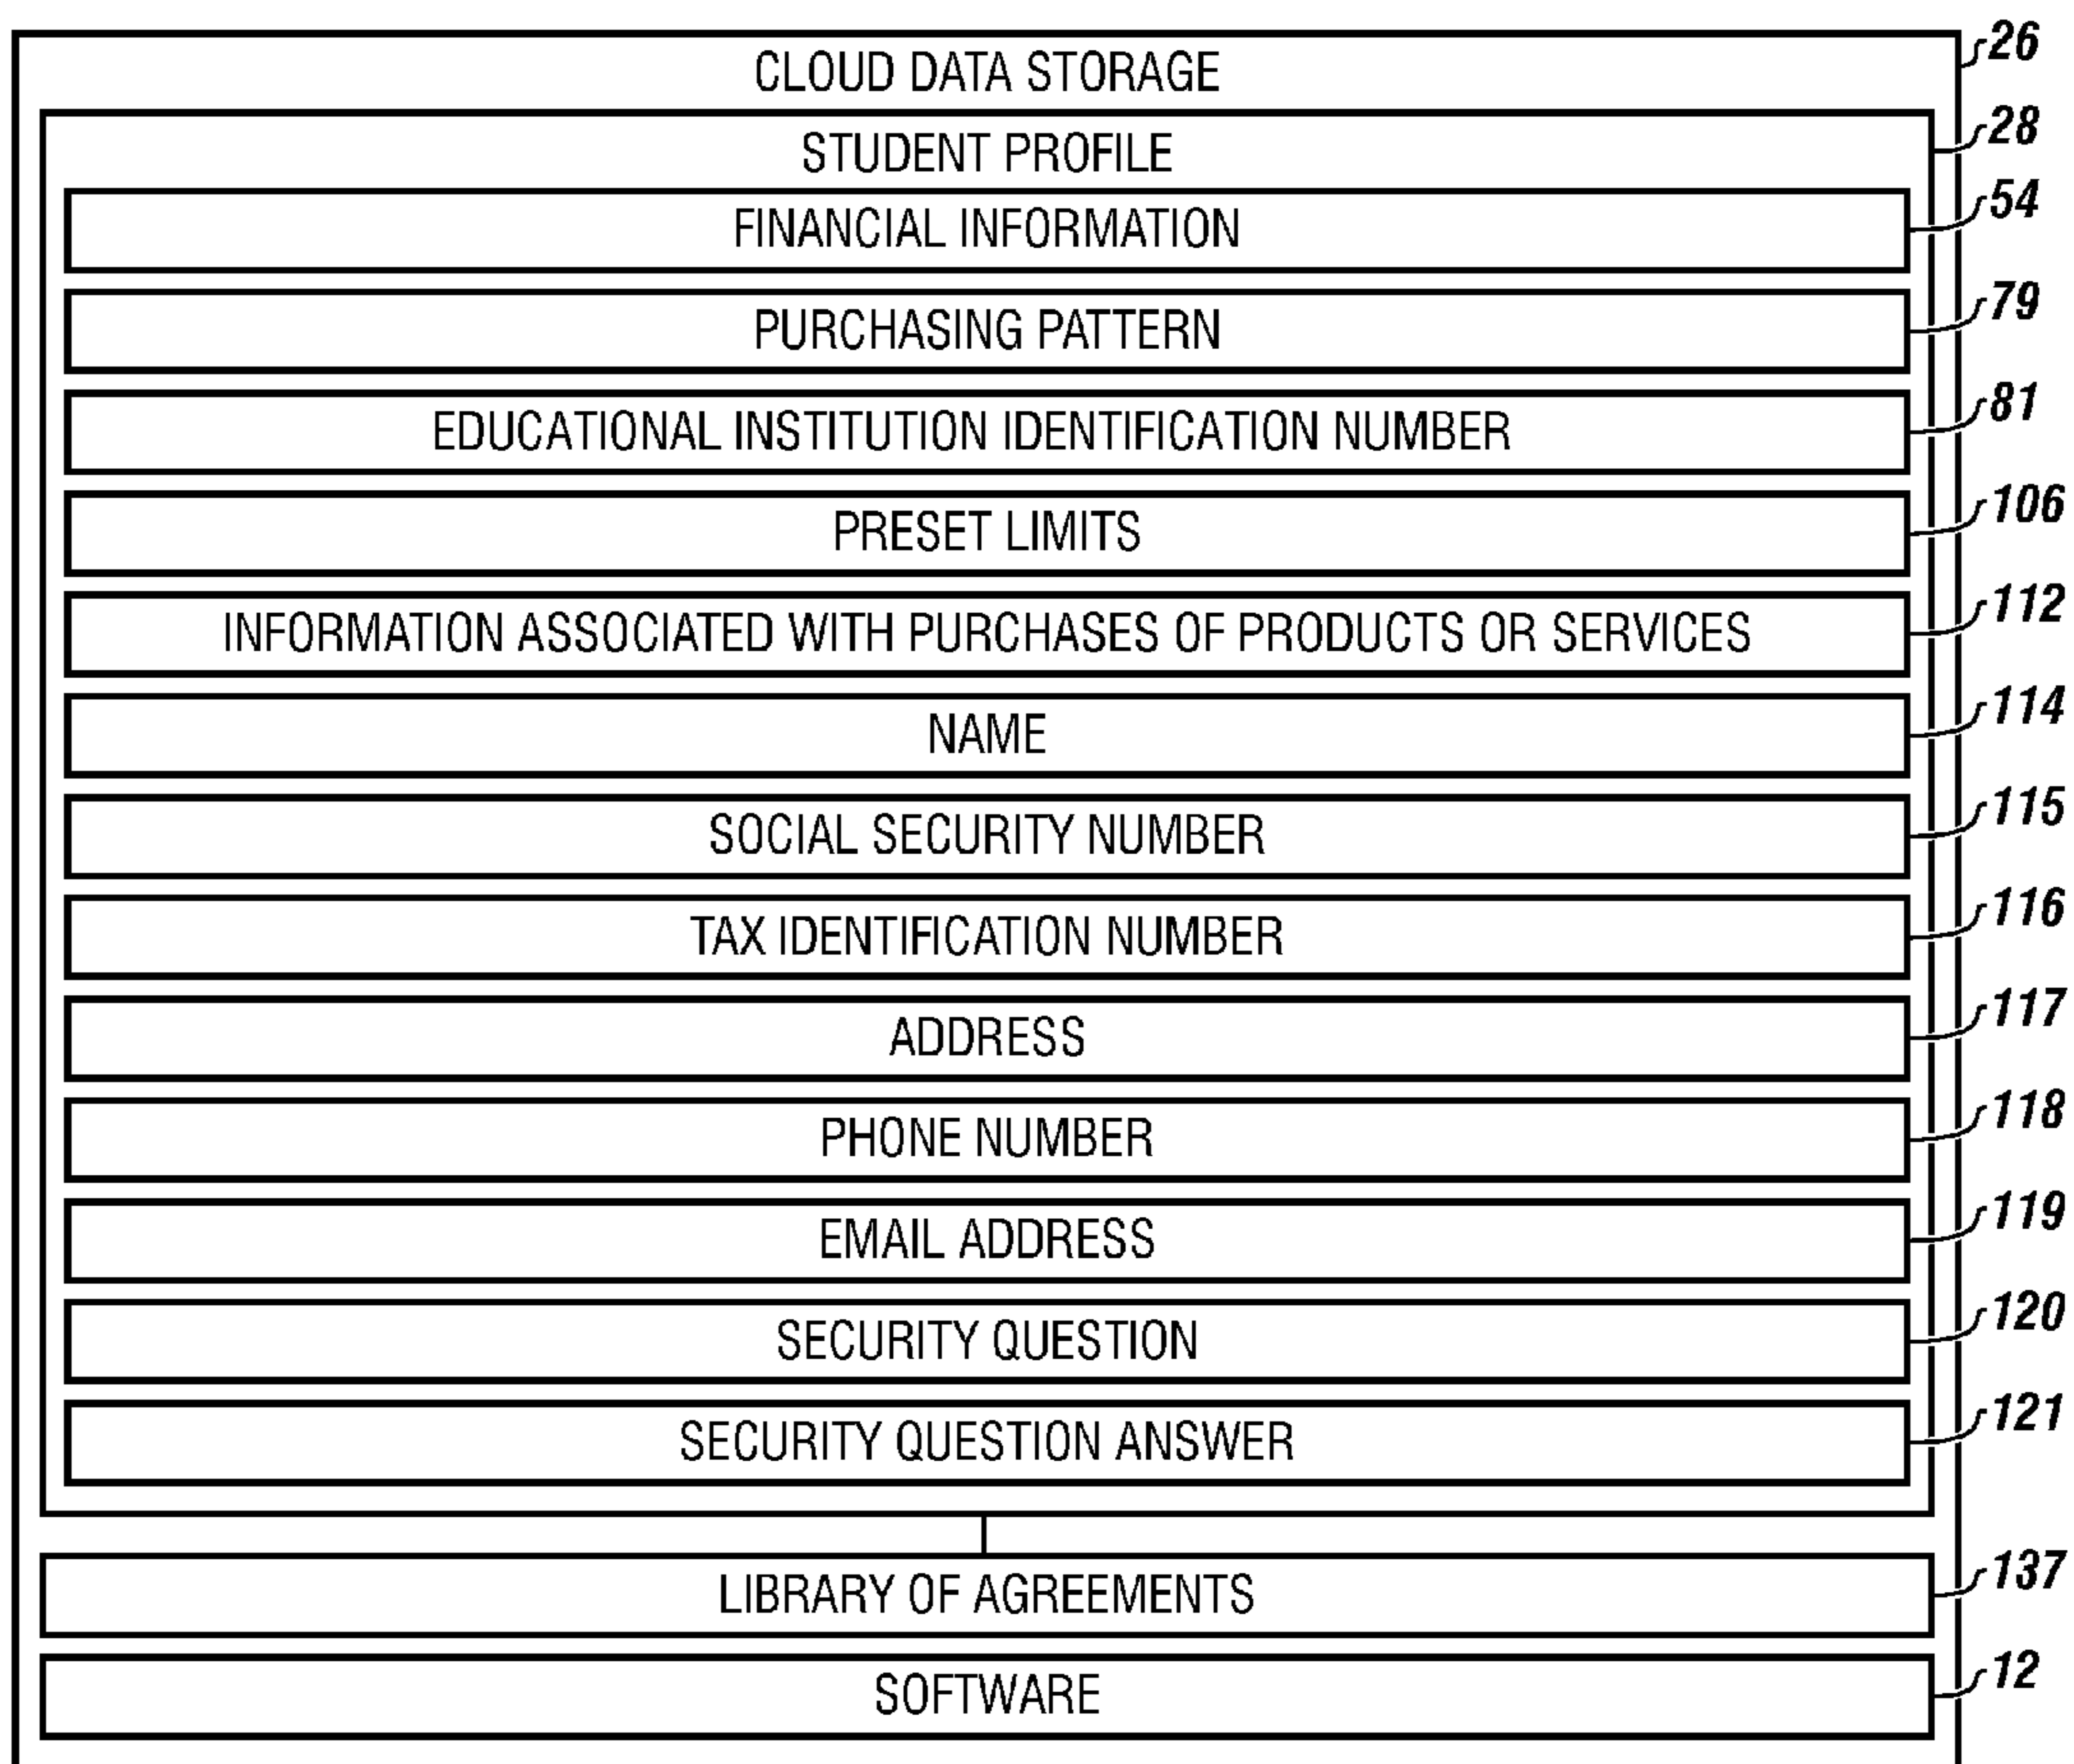 CLOUD DATA STORAGE 26
STUDENT PROFILE 28
FINANCIAL INFORMATION 54
PURCHASING PATTERN 79
EDUCATIONAL INSTITUTION IDENTIFICATION NUMBER 81
PRESET LIMITS 106
INFORMATION ASSOCIATED WITH PURCHASES OF PRODUCTS OR SERVICES 112
NAME 114
SOCIAL SECURITY NUMBER 115
TAX IDENTIFICATION NUMBER 116
ADDRESS 117
PHONE NUMBER 118
EMAIL ADDRESS 119
SECURITY QUESTION 120
SECURITY QUESTION ANSWER 121
LIBRARY OF AGREEMENTS 137
SOFTWARE 12